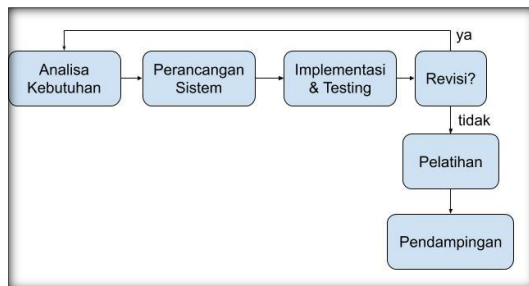 ya
Analisa
Kebutuhan
Perancangan
Sistem
Implementasi
& Testing
Revisi?
tidak
Pelatihan
Pendampingan